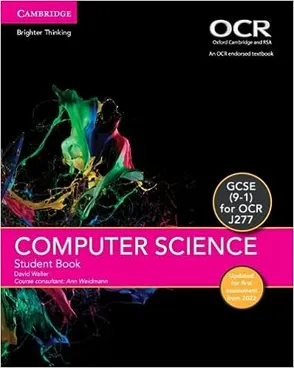 CAMBRIDGE
Brighter Thinking
OCR
Oxford Cambridge and RSA
An OCR endorsed textbook
GCSE
(9-1)
for OCR
J277
COMPUTER SCIENCE
Student Book
David Waller
Course consultant: Ann Weidmann
Updated
for first
assessment
from 2022